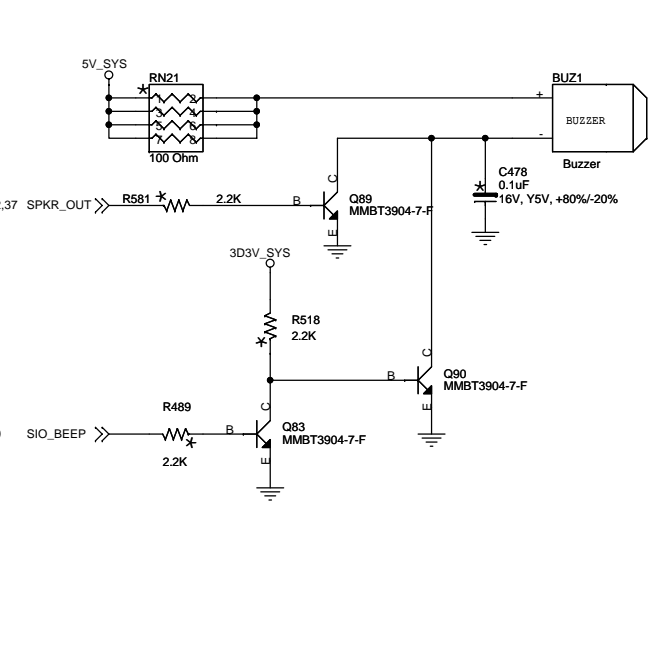 5V_SYS
RN21
1 2
3 4
5 6
7 8
100 Ohm
BUZ1
+
BUZZER
-
Buzzer
C478
0.1uF
16V, Y5V, +80%/-20%
,37 SPKR_OUT
R581
2.2K
B
C
E
Q89
MMBT3904-7-F
3D3V_SYS
R518
2.2K
B
C
E
Q90
MMBT3904-7-F
SIO_BEEP
R489
2.2K
B
C
E
Q83
MMBT3904-7-F